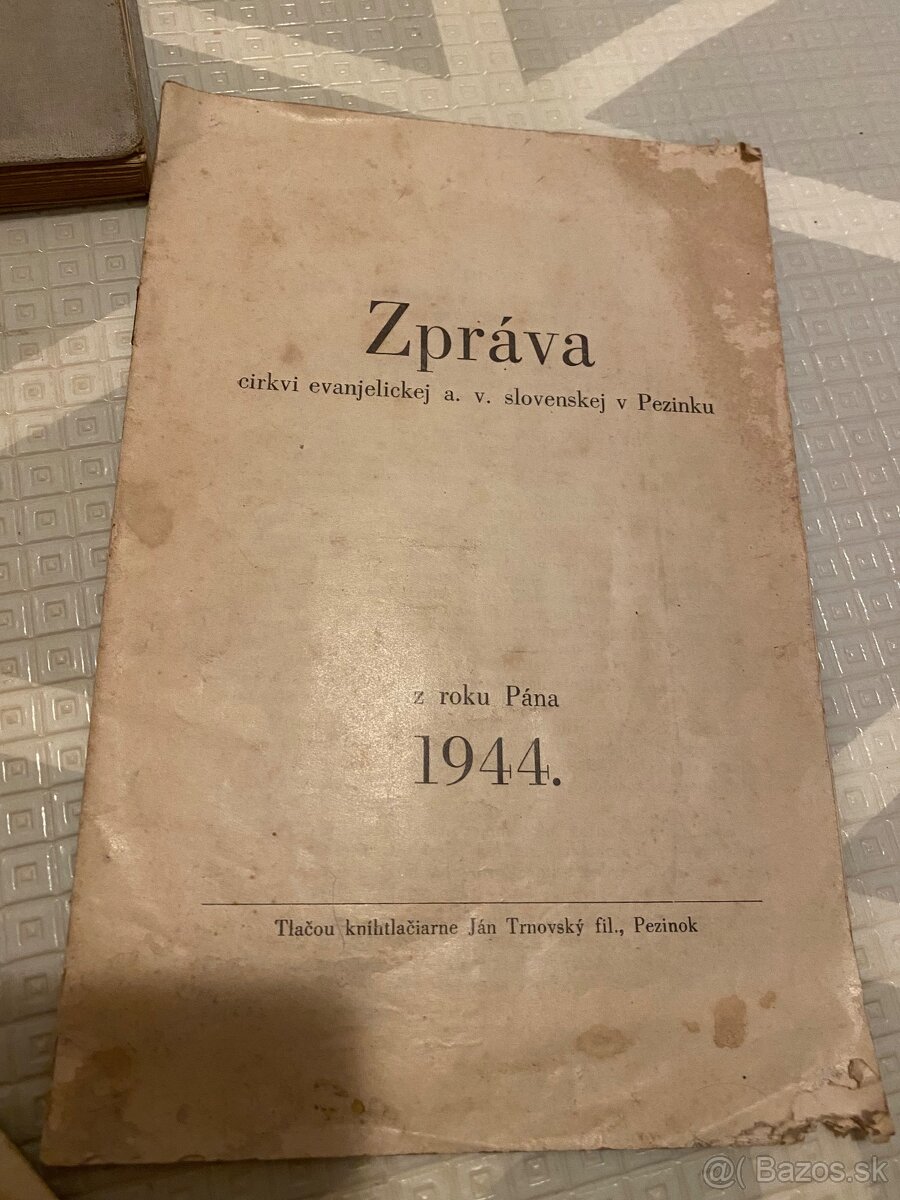 Zpráva
cirkvi evanjelickej a. v. slovenskej v Pezinku
z roku Pána
1944.
Tlačou kníhtlačiarne Ján Trnovský fil., Pezinok
@( Bazos.sk